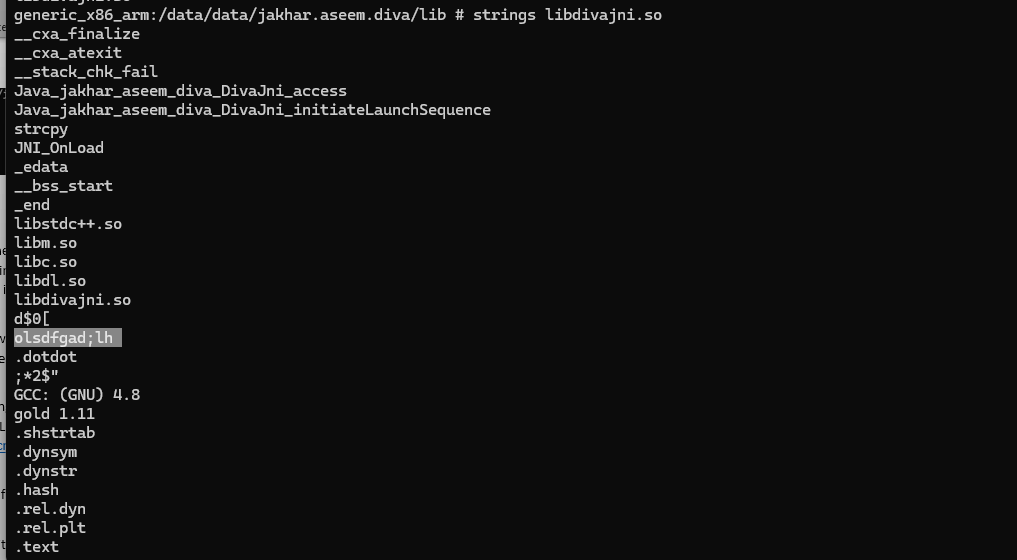 generic_x86_arm:/data/data/jakhar.aseem.diva/lib # strings libdivajni.so
__cxa_finalize
__cxa_atexit
__stack_chk_fail
Java_jakhar_aseem_diva_DivaJni_access
Java_jakhar_aseem_diva_DivaJni_initiateLaunchSequence
strcpy
JNI_OnLoad
_edata
__bss_start
_end
libstdc++.so
libm.so
libc.so
libdl.so
libdivajni.so
d$0[
olsdfgad;lh
.dotdot
;*2$"
GCC: (GNU) 4.8
gold 1.11
.shstrtab
.dynsym
.dynstr
.hash
.rel.dyn
.rel.plt
.text